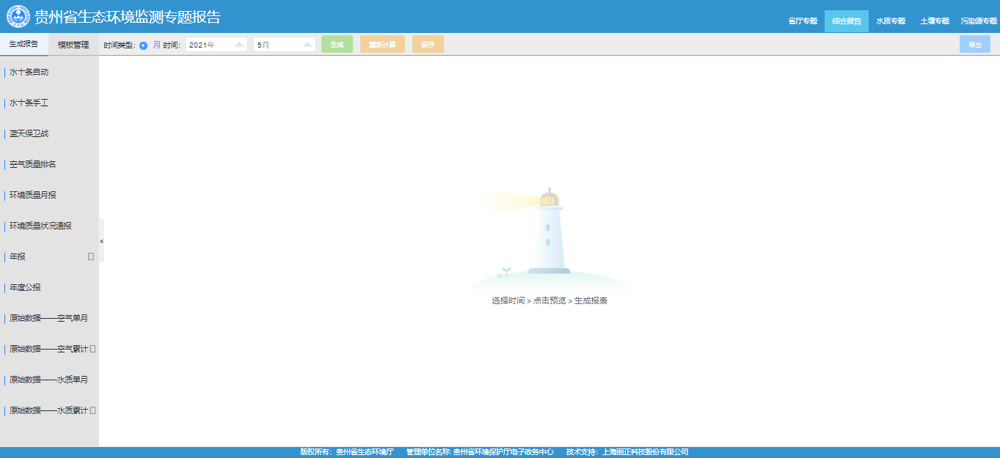 贵州省生态环境监测专题报告
省厅专题 综合报告 水质专题 土壤专题 污染源专题
生成报告 模板管理 时间类型: 月 时间: 2021年 5月 生成 重新计算 保存 导出
水十条自动
水十条手工
蓝天保卫战
空气质量排名
环境质量月报
环境质量状况通报
<
年报
年度公报
原始数据——空气单月
原始数据——空气累计
原始数据——水质单月
原始数据——水质累计
选择时间 > 点击预览 > 生成报表
版权所有：贵州省生态环境厅 管理单位名称: 贵州省环境保护厅电子政务中心 技术支持：上海丽正科技股份有限公司